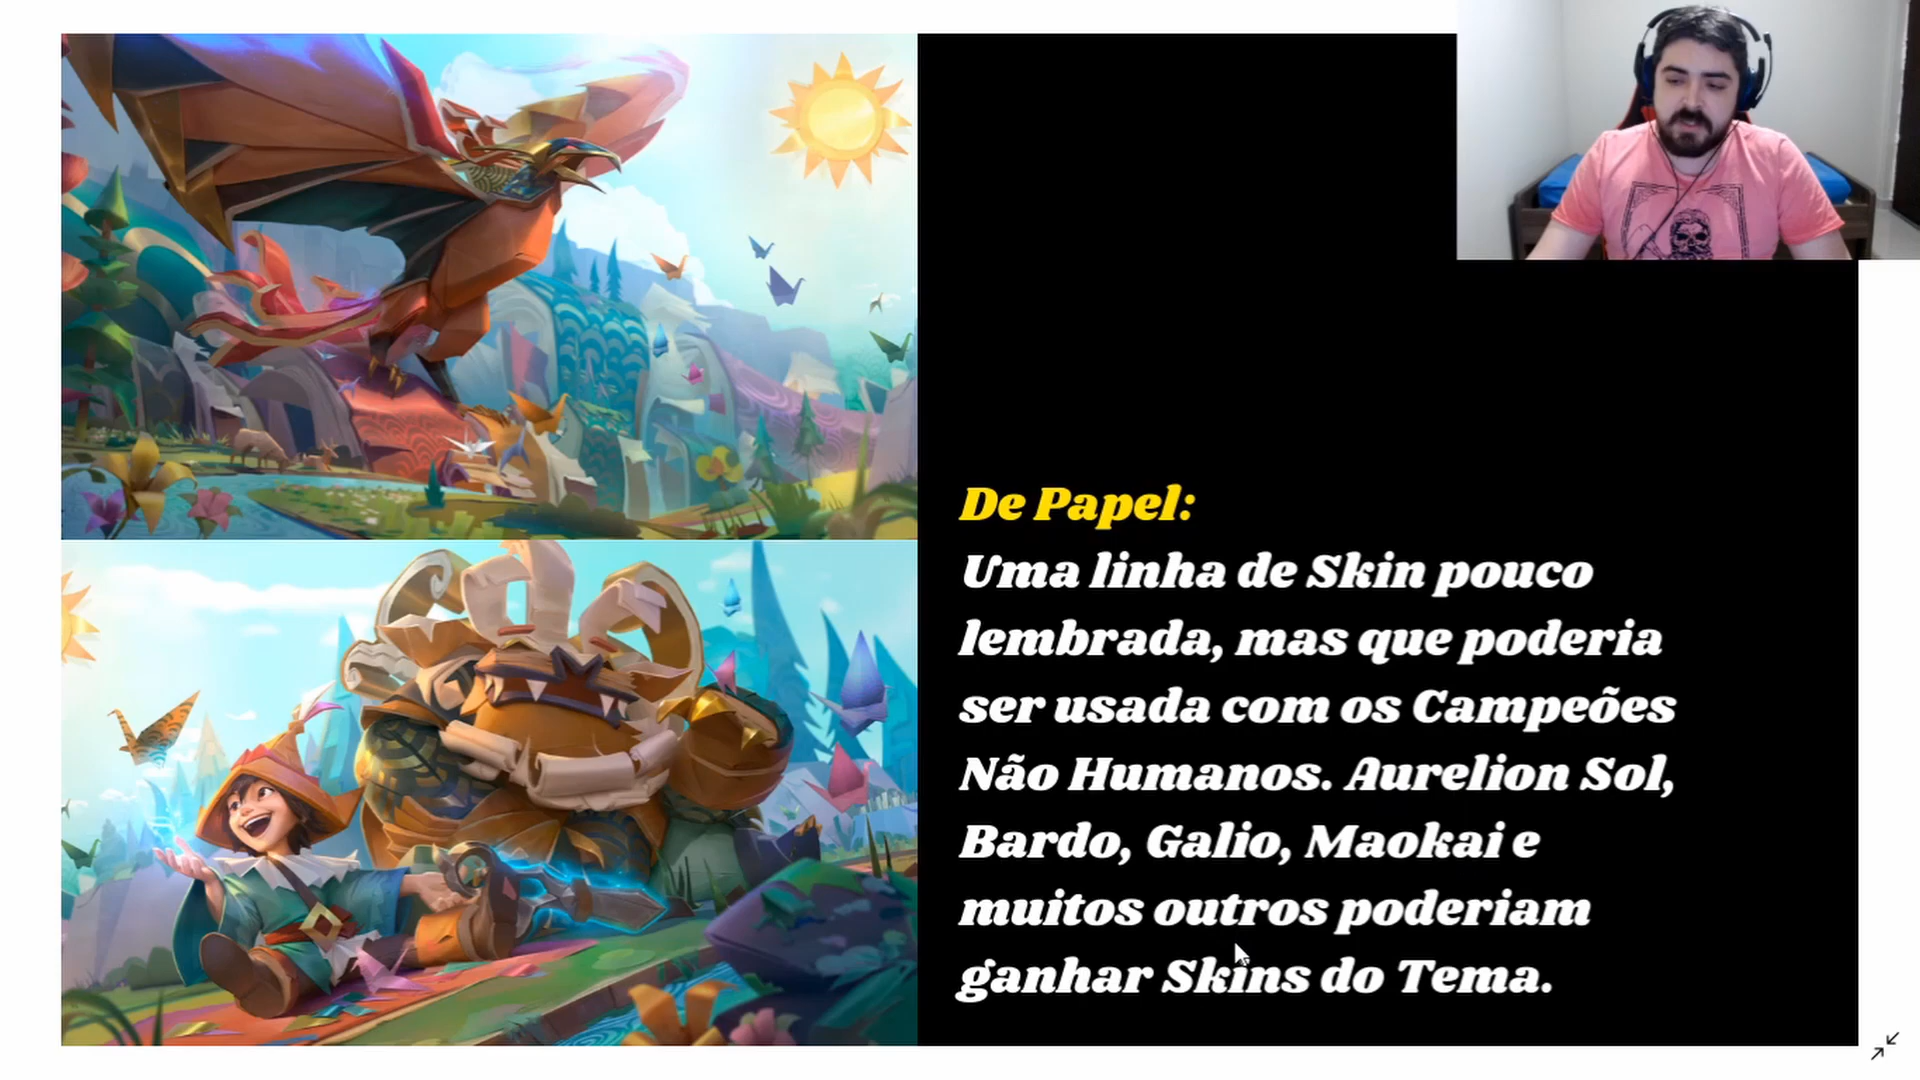 De Papel:
Uma linha de Skin pouco
lembrada, mas que poderia
ser usada com os Campeões
Não Humanos. Aurelion Sol,
Bardo, Galio, Maokai e
muitos outros poderiam
ganhar Skins do Tema.